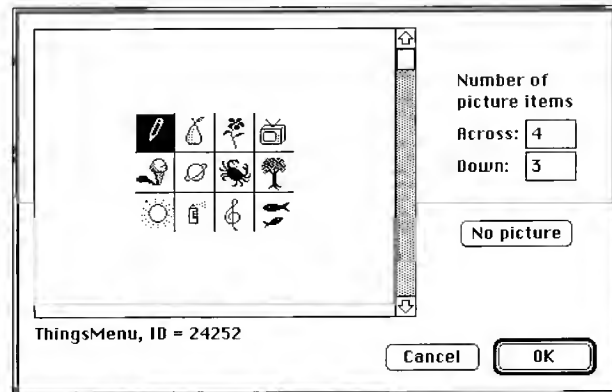 Number of
picture items
Across: 4
Down: 3
No picture
ThingsMenu, ID = 24252
Cancel
OK